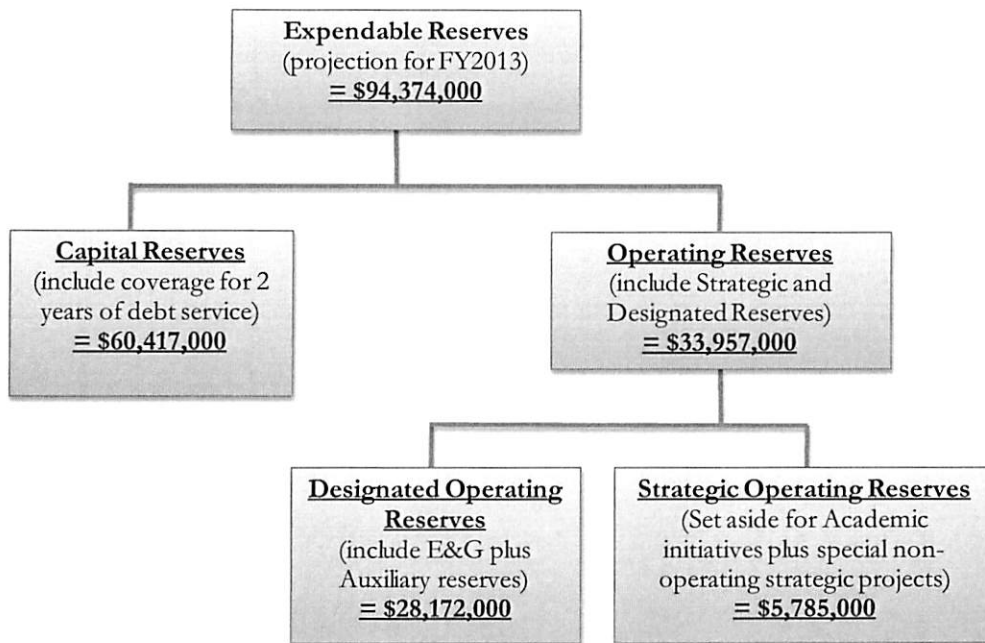 Expendable Reserves
(projection for FY2013)
= $94,374,000
Capital Reserves
(include coverage for 2
years of debt service)
= $60,417,000
Operating Reserves
(include Strategic and
Designated Reserves)
= $33,957,000
Designated Operating
Reserves
(include E&G plus
Auxiliary reserves)
= $28,172,000
Strategic Operating Reserves
(Set aside for Academic
initiatives plus special non-
operating strategic projects)
= $5,785,000